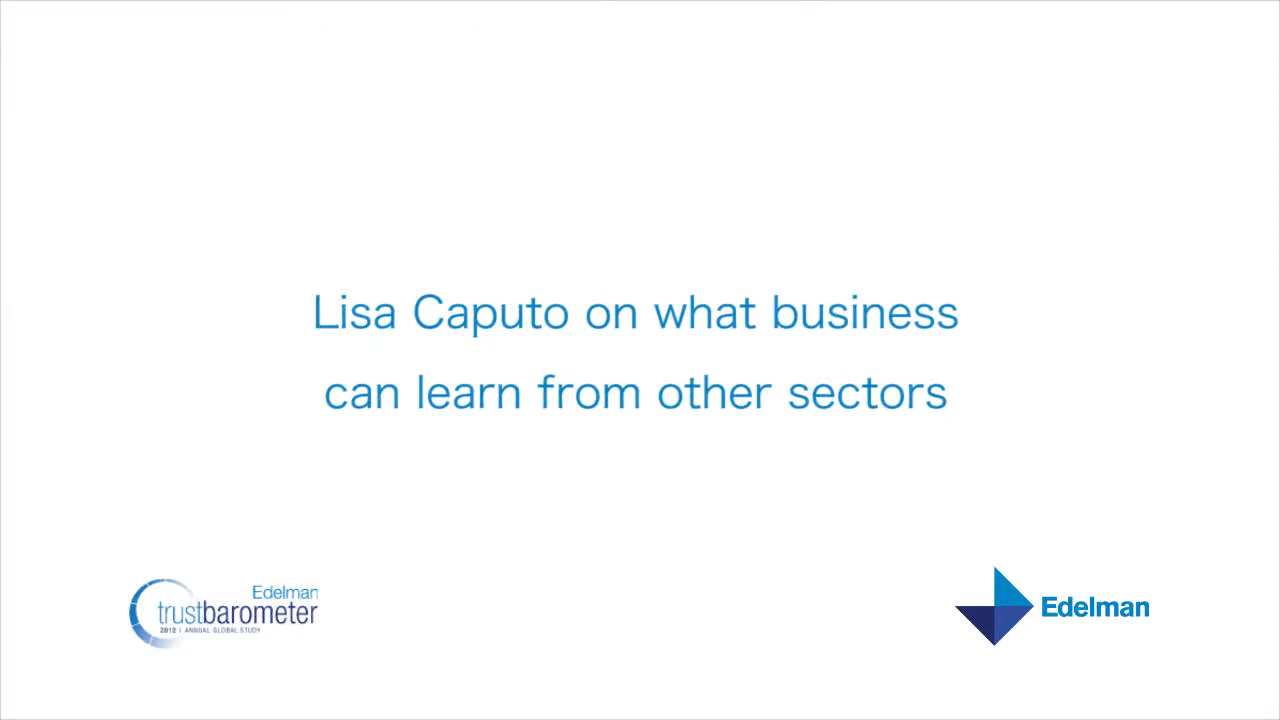 Lisa Caputo on what business
can learn from other sectors
Edelman
trustbarometer
2012 | ANNUAL GLOBAL STUDY
Edelman